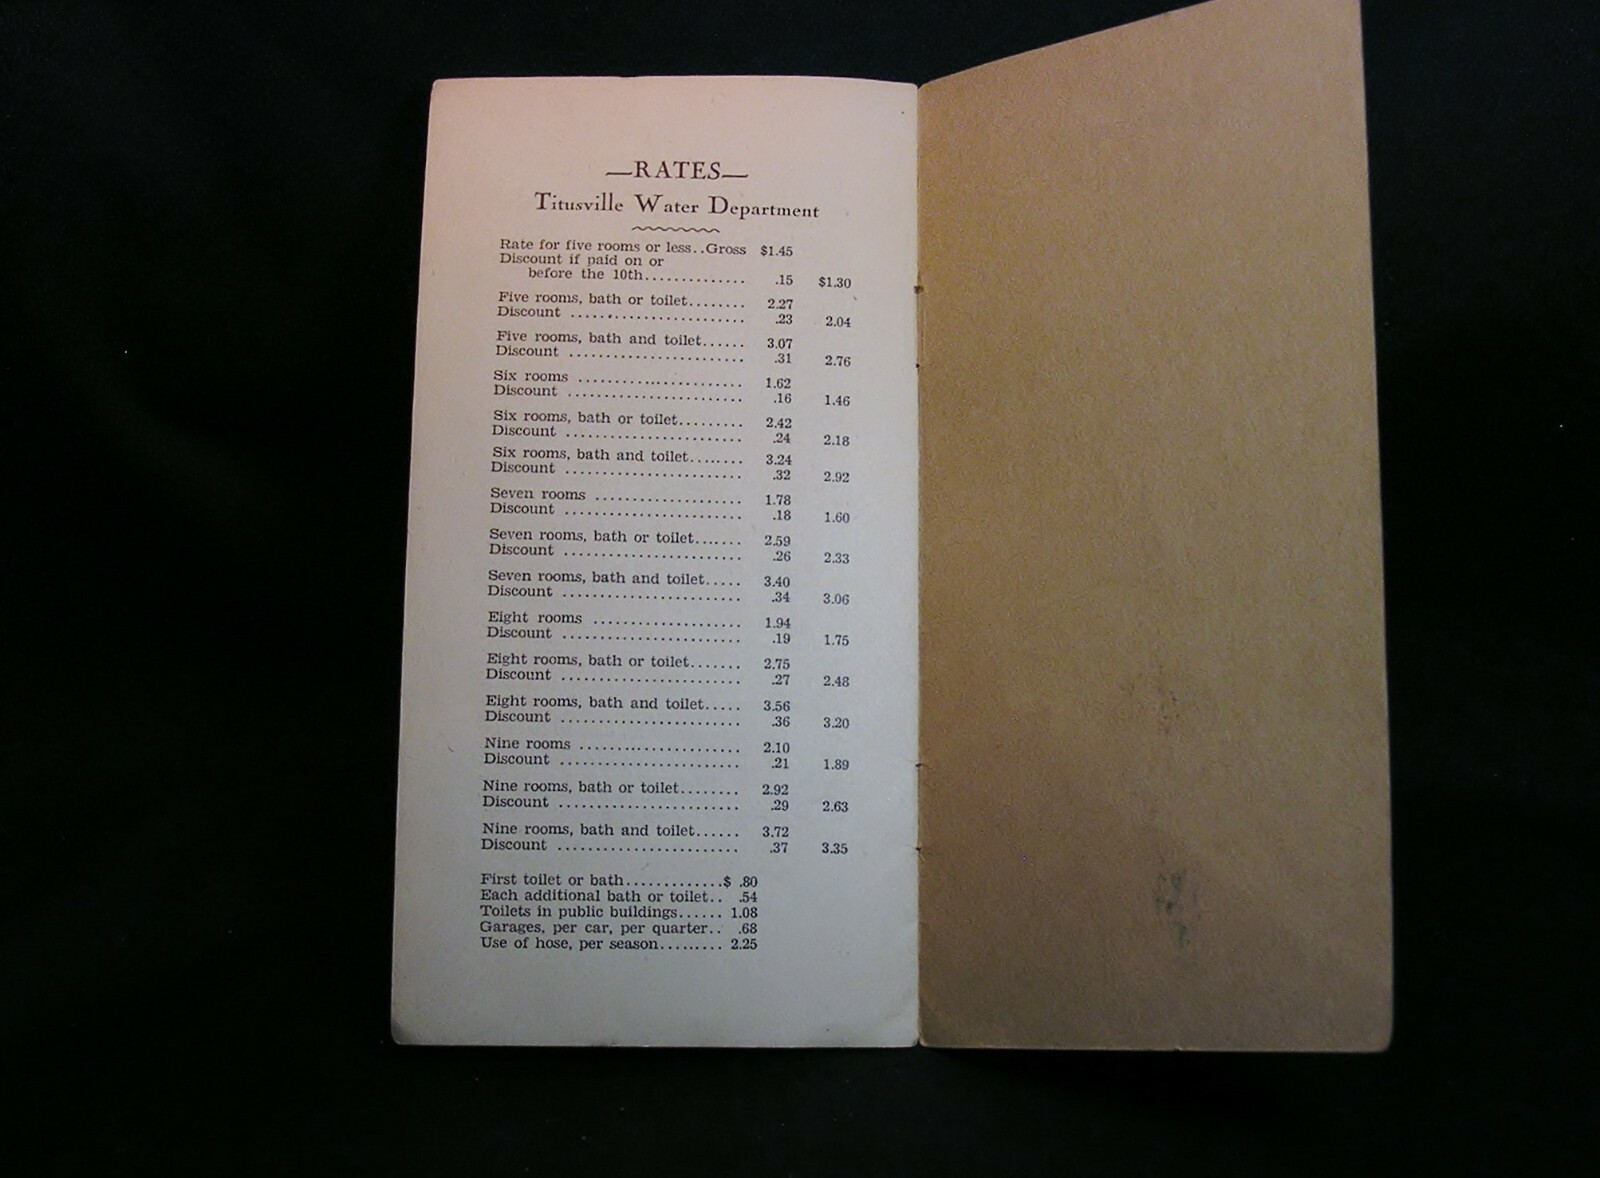 —RATES—
Titusville Water Department
Rate for five rooms or less..Gross $1.45
Discount if paid on or
before the 10th.............. .15 $1.30
Five rooms, bath or toilet........ 2.27
Discount ......................... .23 2.04
Five rooms, bath and toilet...... 3.07
Discount ......................... .31 2.76
Six rooms ........................ 1.62
Discount ......................... .16 1.46
Six rooms, bath or toilet......... 2.42
Discount ......................... .24 2.18
Six rooms, bath and toilet........ 3.24
Discount ......................... .32 2.92
Seven rooms ..................... 1.78
Discount ......................... .18 1.60
Seven rooms, bath or toilet....... 2.59
Discount ......................... .26 2.33
Seven rooms, bath and toilet..... 3.40
Discount ......................... .34 3.06
Eight rooms ..................... 1.94
Discount ......................... .19 1.75
Eight rooms, bath or toilet....... 2.75
Discount ......................... .27 2.48
Eight rooms, bath and toilet..... 3.56
Discount ......................... .36 3.20
Nine rooms ....................... 2.10
Discount ......................... .21 1.89
Nine rooms, bath or toilet........ 2.92
Discount ......................... .29 2.63
Nine rooms, bath and toilet...... 3.72
Discount ......................... .37 3.35
First toilet or bath.............$ .80
Each additional bath or toilet.. .54
Toilets in public buildings...... 1.08
Garages, per car, per quarter.. .68
Use of hose, per season......... 2.25